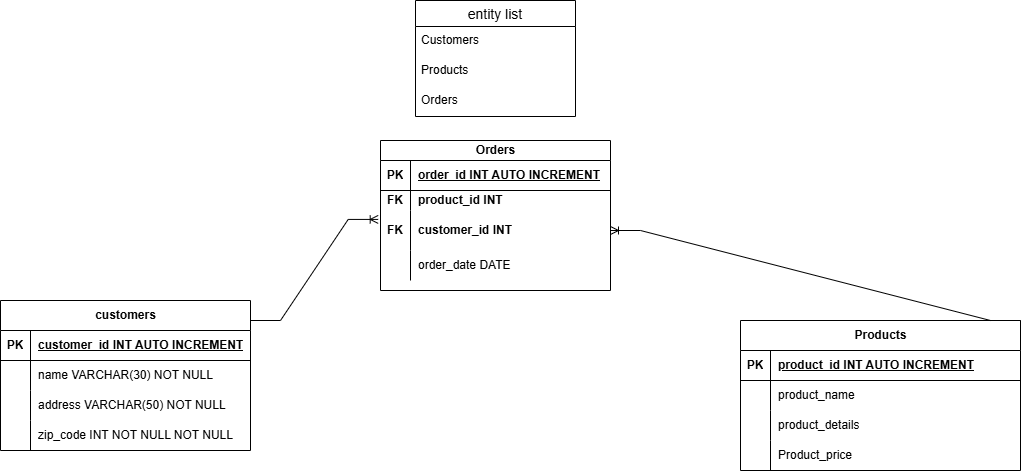 entity list
Customers
Products
Orders
Orders
PK order_id INT AUTO INCREMENT
FK product_id INT
FK customer_id INT
order_date DATE
customers
PK customer_id INT AUTO INCREMENT
name VARCHAR(30) NOT NULL
address VARCHAR(50) NOT NULL
zip_code INT NOT NULL NOT NULL
Products
PK product_id INT AUTO INCREMENT
product_name
product_details
Product_price